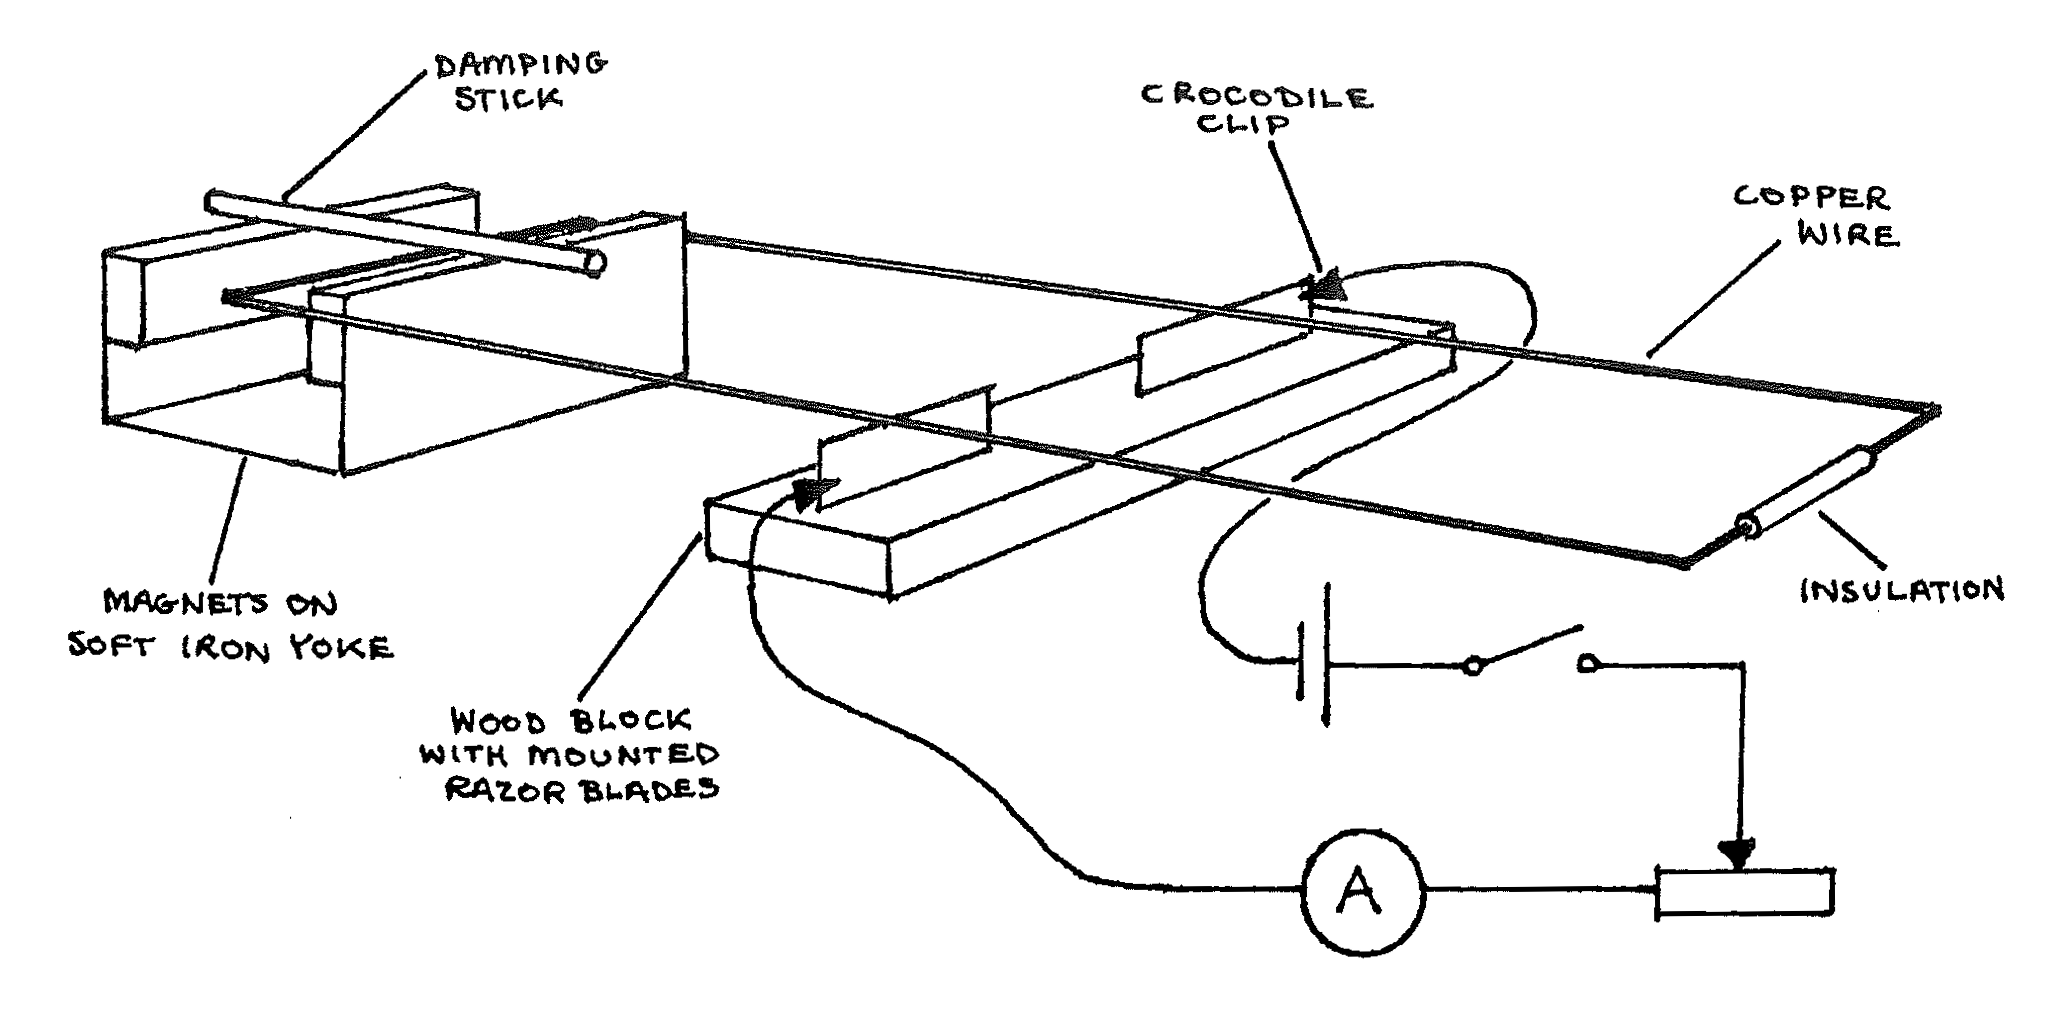 DAMPING
STICK
CROCODILE
CLIP
COPPER
WIRE
MAGNETS ON
SOFT IRON YOKE
WOOD BLOCK
WITH MOUNTED
RAZOR BLADES
INSULATION
A